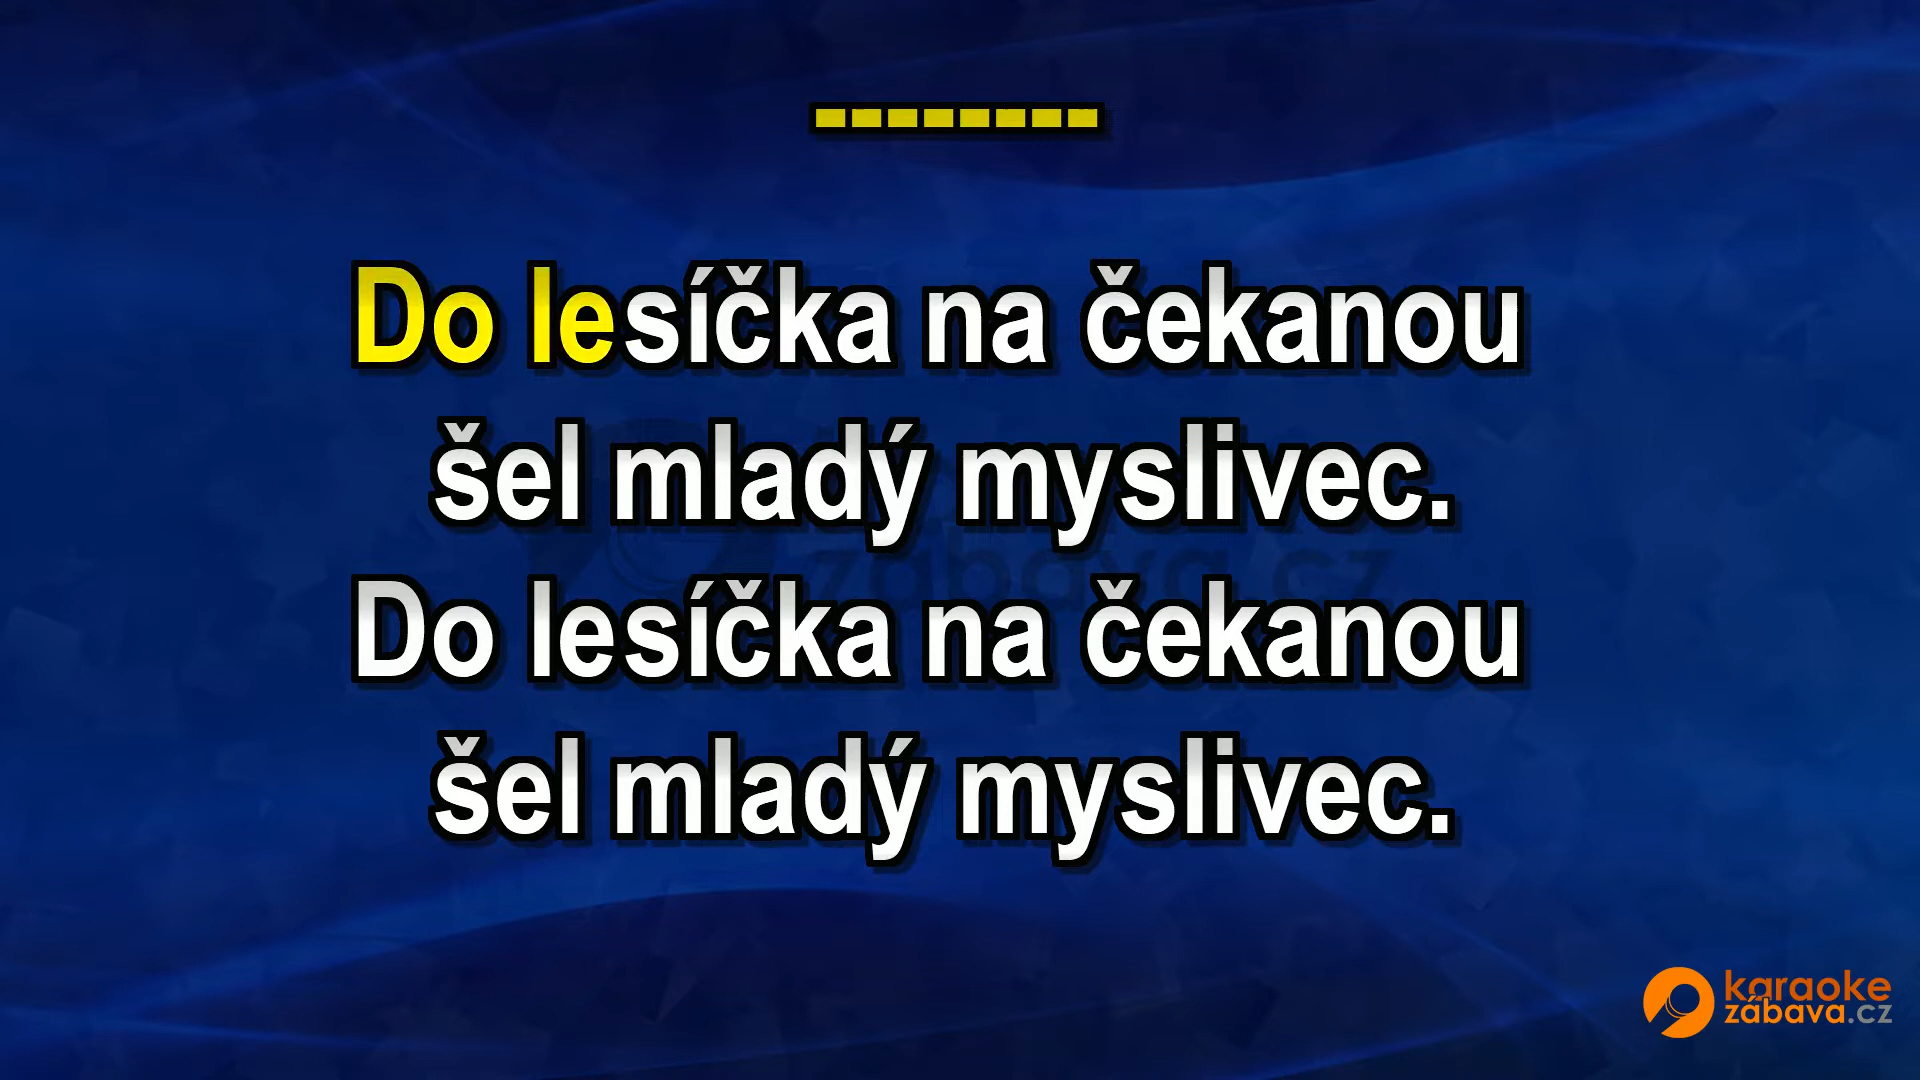 Do lesíčka na čekanou
šel mladý myslivec.
Do lesíčka na čekanou
šel mladý myslivec.
karaoke
zábava.cz